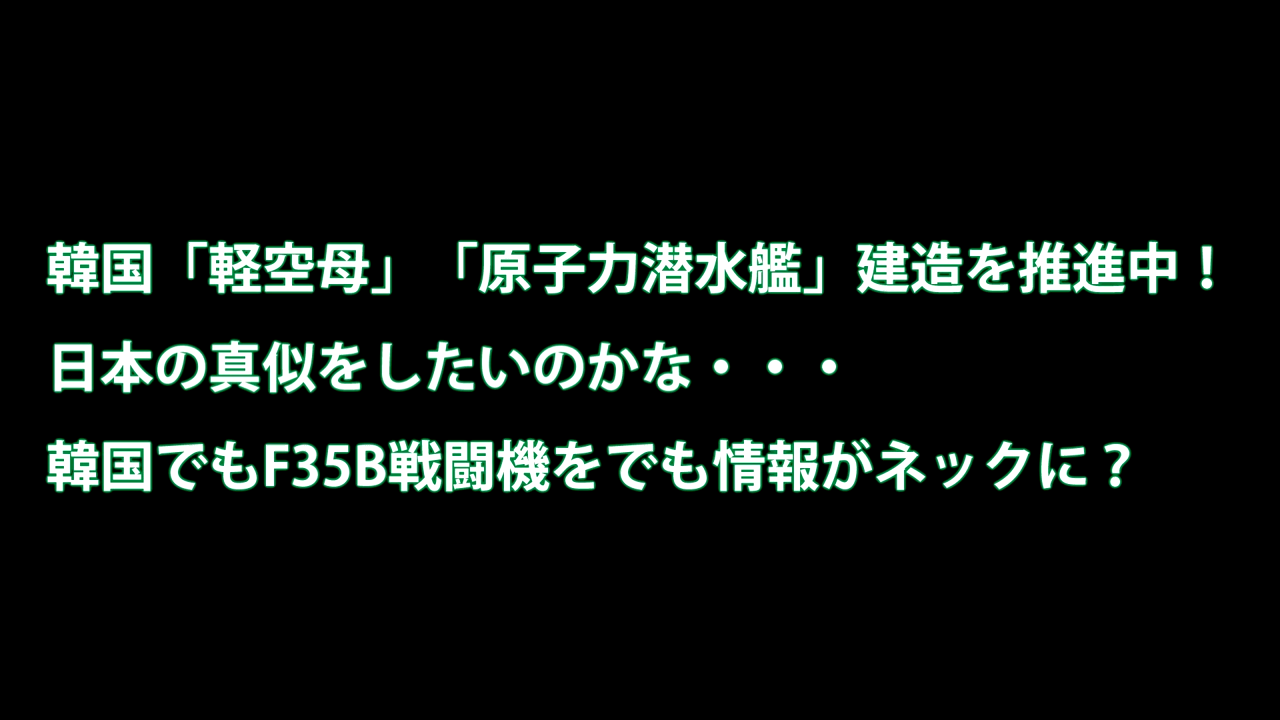 韓国「軽空母」「原子力潜水艦」建造を推進中！
日本の真似をしたいのかな・・・
韓国でもF35B戦闘機をでも情報がネックに？